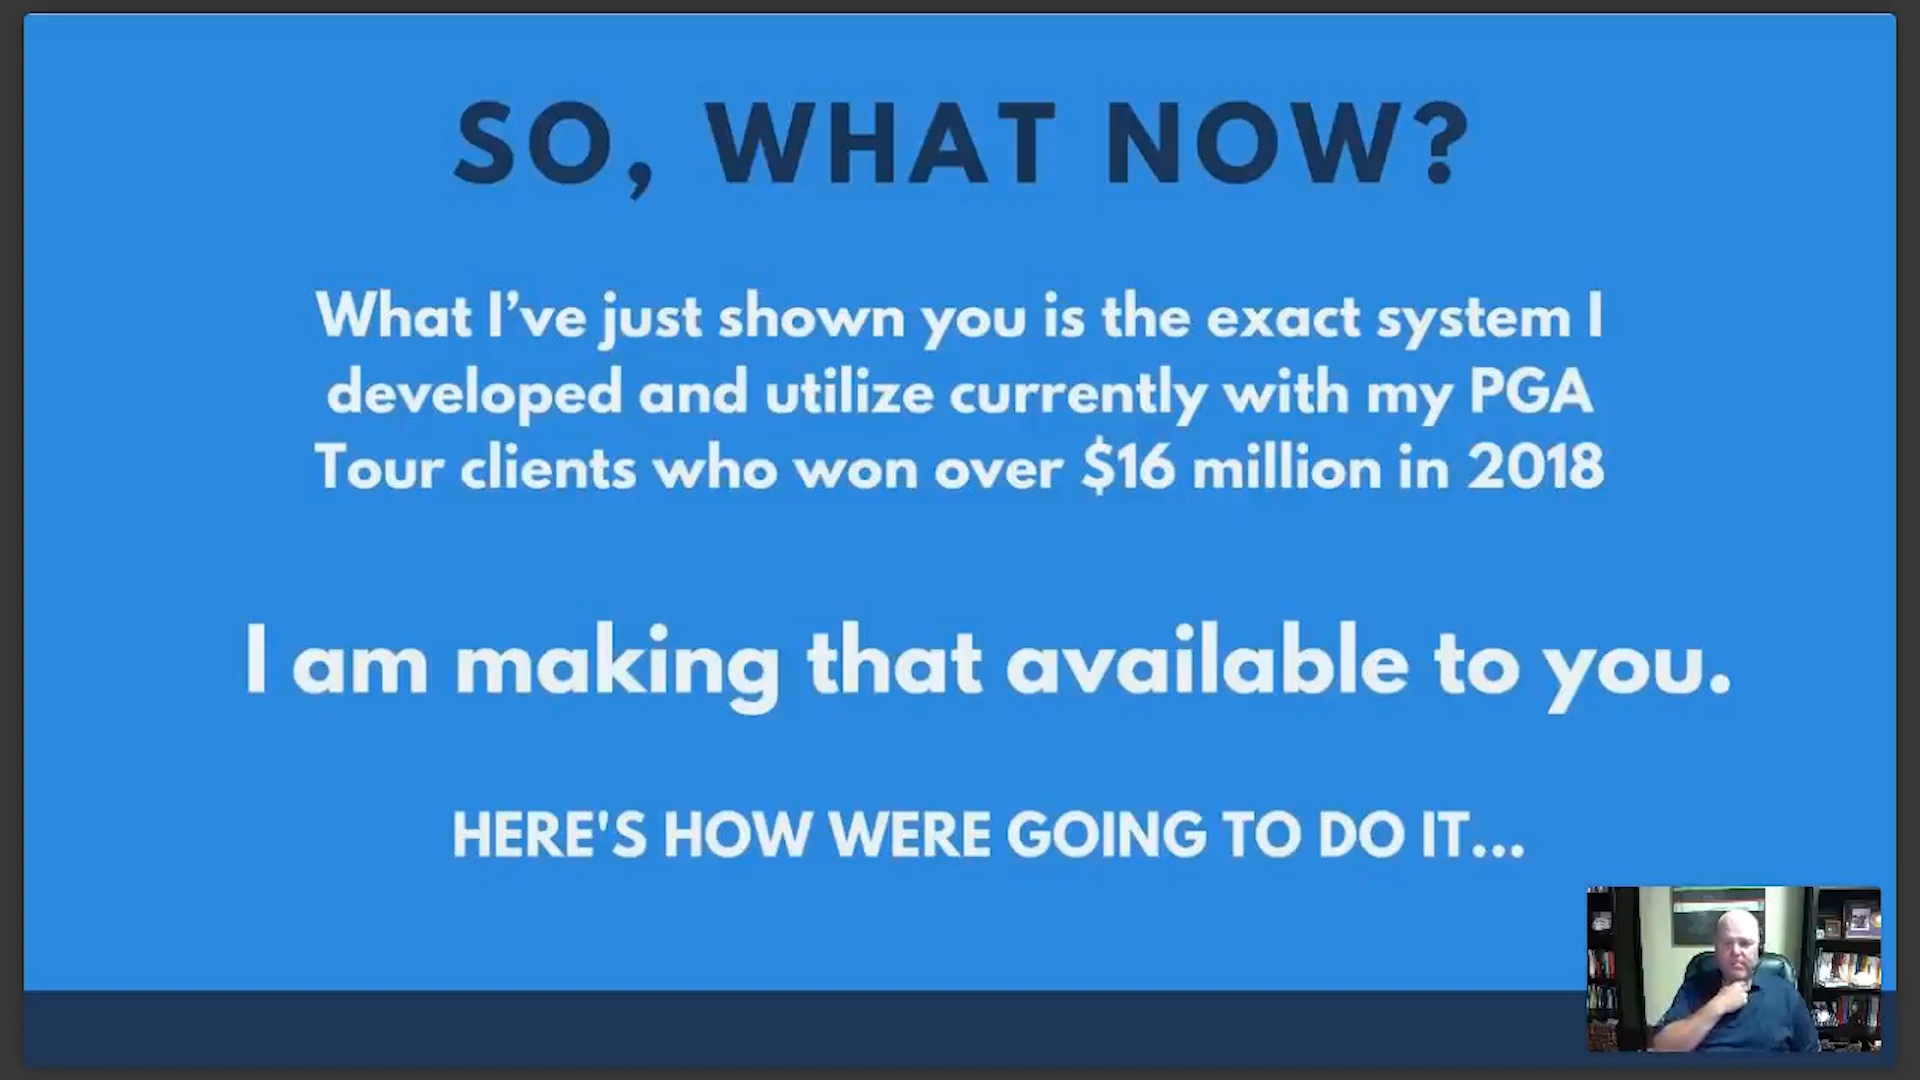 SO, WHAT NOW?
What I’ve just shown you is the exact system I
developed and utilize currently with my PGA
Tour clients who won over $16 million in 2018
I am making that available to you.
HERE'S HOW WERE GOING TO DO IT...